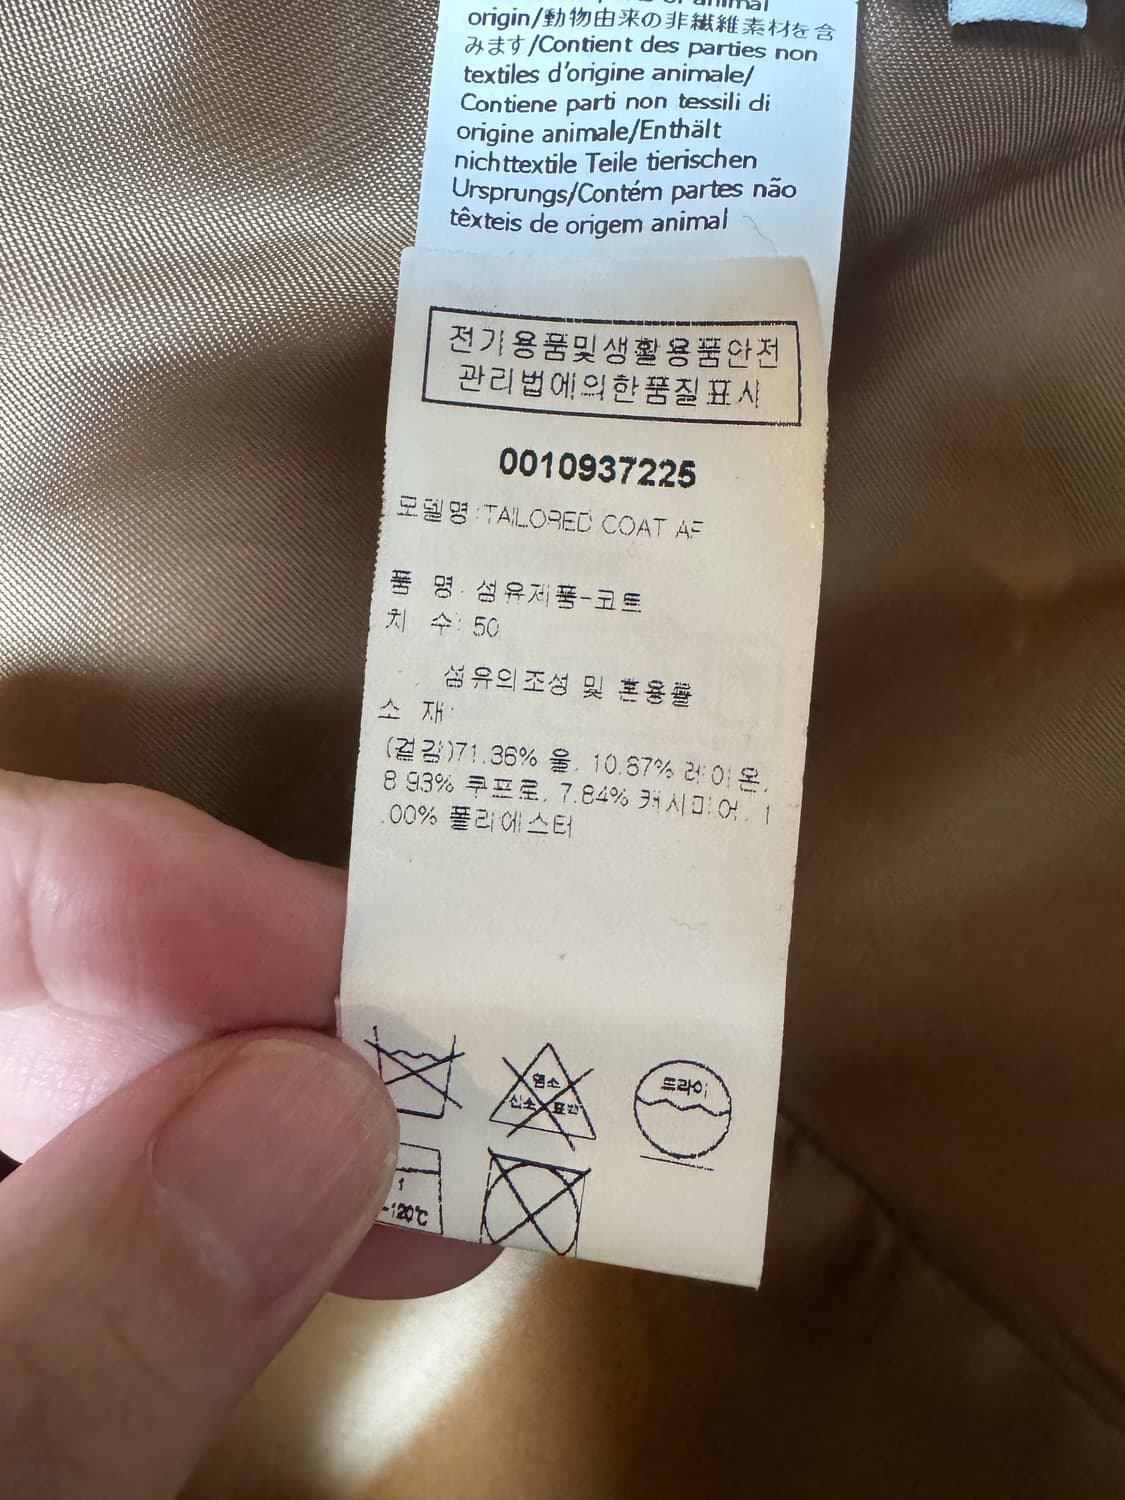 of animal
origin/動物由来の非繊維素材を含
みます/Contient des parties non
textiles d'origine animale/
Contiene parti non tessili di
origine animale/Enthält
nichttextile Teile tierischen
Ursprungs/Contém partes não
têxteis de origem animal
전기용품및생활용품안전
관리법에의한품질표시
0010937225
모델명:TAILORED COAT AF
품 명: 섬유제품-코트
치 수: 50
섬유의조성 및 혼용률
소 재:
(겉감)71.36% 울, 10.87% 레이온,
8.93% 쿠프로, 7.84% 캐시미어, 1
.00% 폴리에스터
염소
산소 표백
드라이
1
-120℃